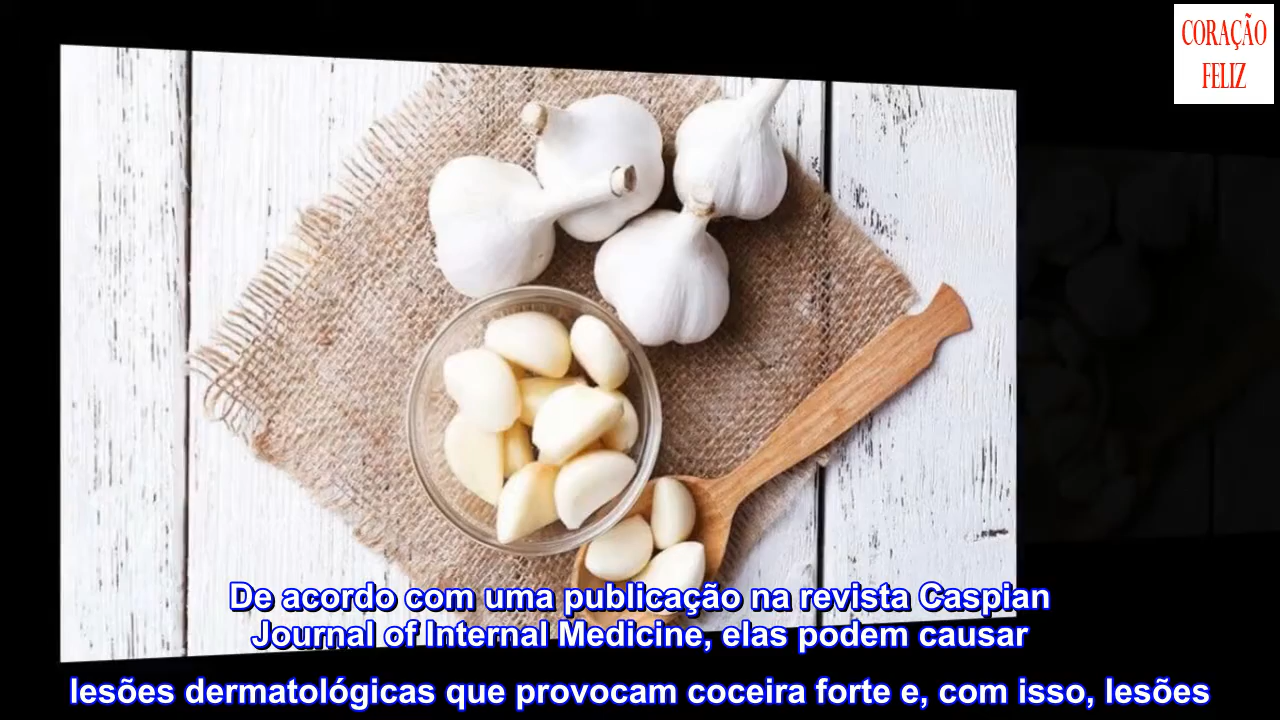 CORAÇÃO
FELIZ
De acordo com uma publicação na revista Caspian
Journal of Internal Medicine, elas podem causar
lesões dermatológicas que provocam coceira forte e, com isso, lesões